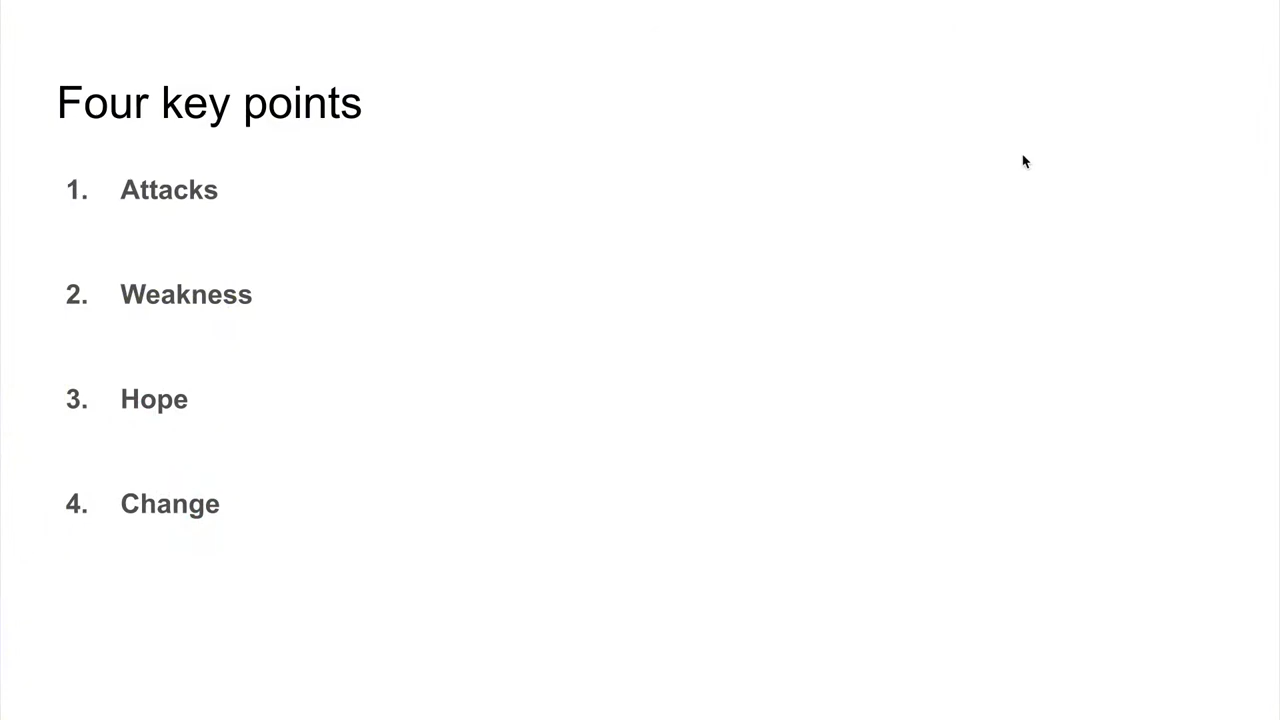 Four key points
1. Attacks
2. Weakness
3. Hope
4. Change